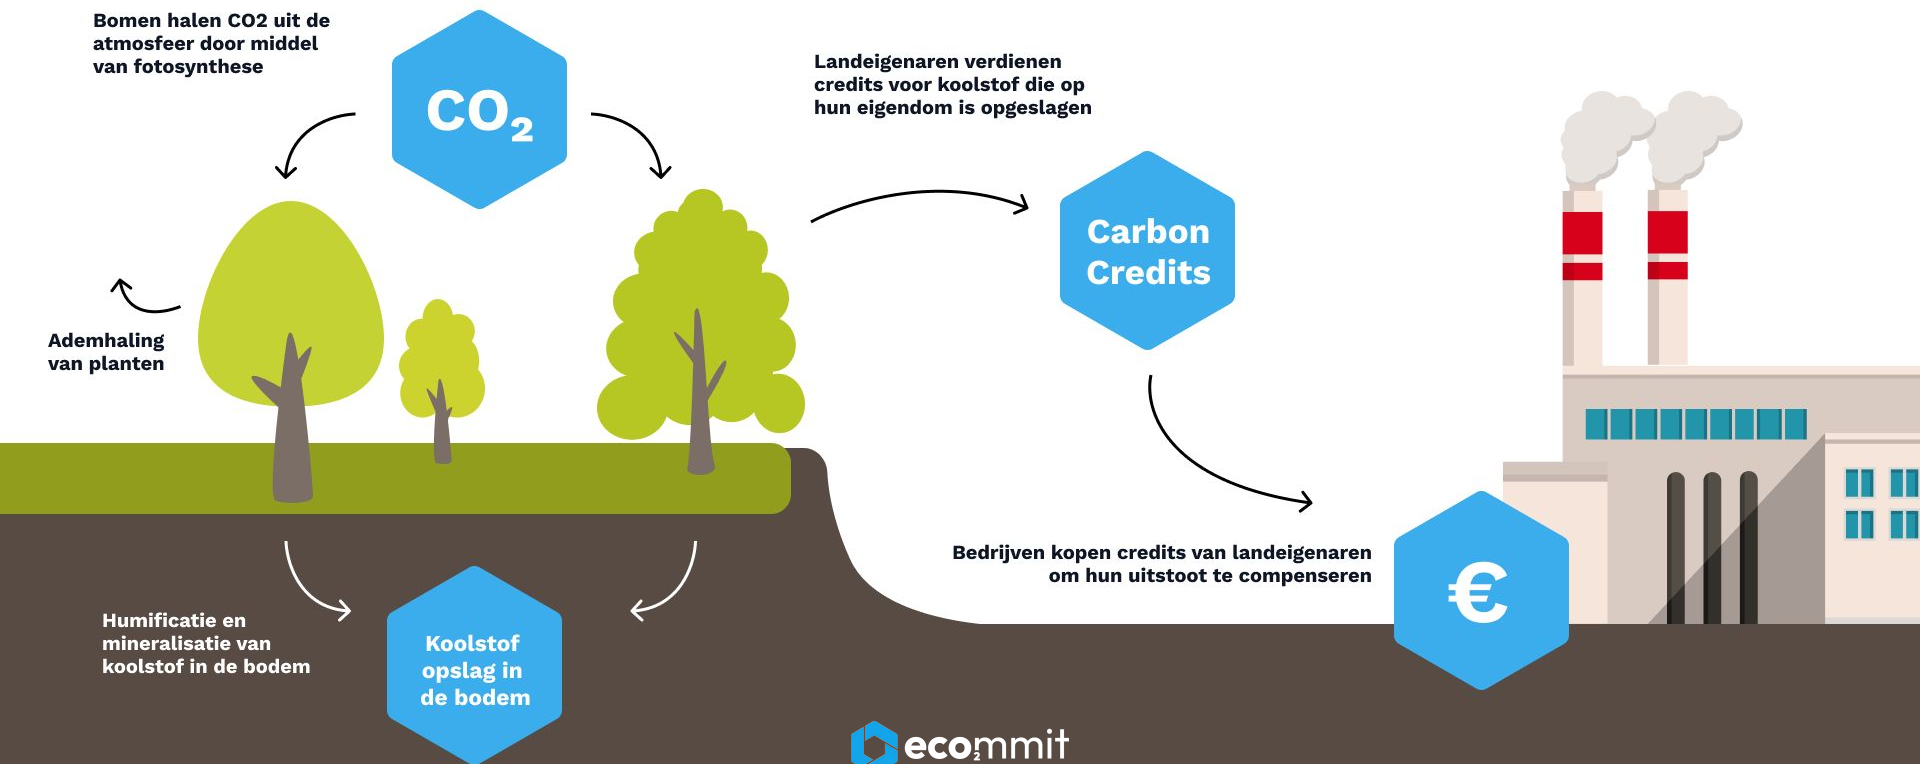 Bomen halen CO2 uit de
atmosfeer door middel
van fotosynthese
CO₂
Landeigenaren verdienen
credits voor koolstof die op
hun eigendom is opgeslagen
Carbon
Credits
Ademhaling
van planten
Bedrijven kopen credits van landeigenaren
om hun uitstoot te compenseren
€
Humificatie en
mineralisatie van
koolstof in de bodem
Koolstof
opslag in
de bodem
eco₂mmit